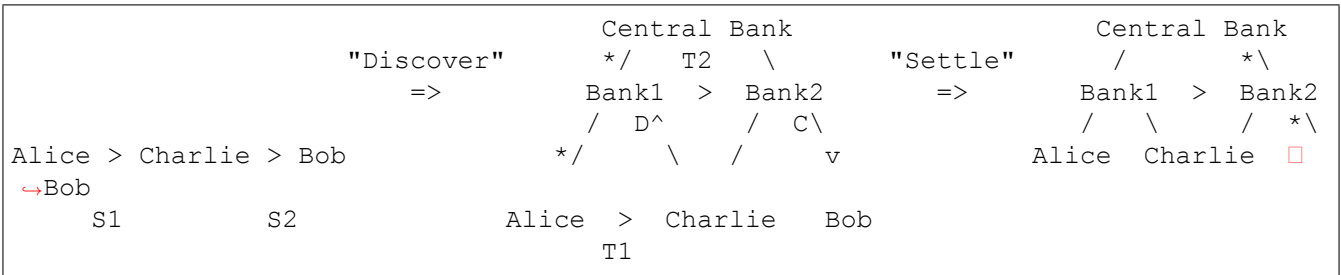 Central Bank                    Central Bank
                      "Discover"      */   T2   \       "Settle"      /       *\
                          =>         Bank1  >  Bank2       =>       Bank1  >  Bank2
                                     /  D^    /  C\                 /   \    /  *\
Alice > Charlie > Bob              */      \  /     v            Alice  Charlie  □
↪Bob
     S1         S2              Alice  >  Charlie   Bob
                                      T1